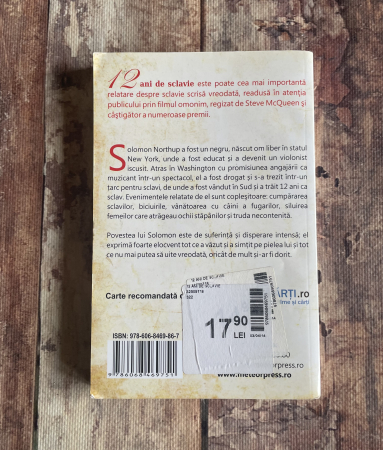 12 ani de sclavie este poate cea mai importantă
relatare despre sclavie scrisă vreodată, readusă în atenția
publicului prin filmul omonim, regizat de Steve McQueen și
câștigător a numeroase premii.
Solomon Northup a fost un negru, născut om liber în statul
New York, unde a fost educat și a devenit un violonist
iscusit. Atras în Washington cu promisiunea angajării ca
muzicant într-un spectacol, el a fost drogat și s-a trezit într-un
țarc pentru sclavi, de unde a fost vândut în Sud și a trăit 12 ani ca
sclav. Evenimentele relatate de el sunt copleșitoare: cumpărarea
sclavilor, biciuirile, vânătoarea cu câini a fugarilor, siluirea
femeilor care atrăgeau ochii stăpânilor și truda necontenită.
Povestea lui Solomon este de suferință și disperare intensă; el
exprimă foarte elocvent tot ce a văzut și a simțit pe pielea lui și tot
ce nu mai putea să uite vreodată, oricât de mult și-ar fi dorit.
Carte recomandată
ĂRȚI.ro
și cărți
12 ANI DE SCLAVIE
17.90
LEI
ISBN: 978-606-8469-86-7
www.meteorpress.ro